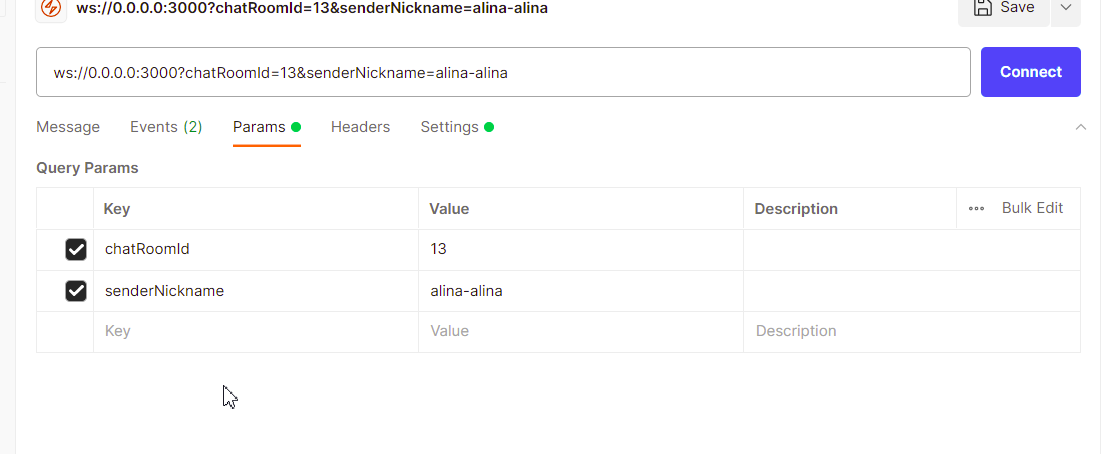 ws://0.0.0.0:3000?chatRoomId=13&senderNickname=alina-alina
Save
ws://0.0.0.0:3000?chatRoomId=13&senderNickname=alina-alina
Connect
Message Events (2) Params Headers Settings
Query Params
Key Value Description ••• Bulk Edit
chatRoomId 13
senderNickname alina-alina
Key Value Description